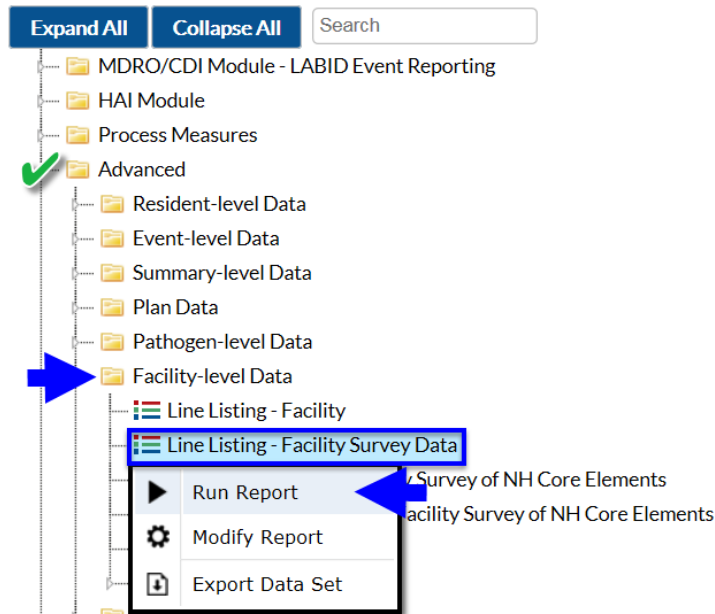 Expand All Collapse All Search
MDRO/CDI Module - LABID Event Reporting
HAI Module
Process Measures
Advanced
Resident-level Data
Event-level Data
Summary-level Data
Plan Data
Pathogen-level Data
Facility-level Data
Line Listing - Facility
Line Listing - Facility Survey Data
Survey of NH Core Elements
Run Report
acility Survey of NH Core Elements
Modify Report
Export Data Set